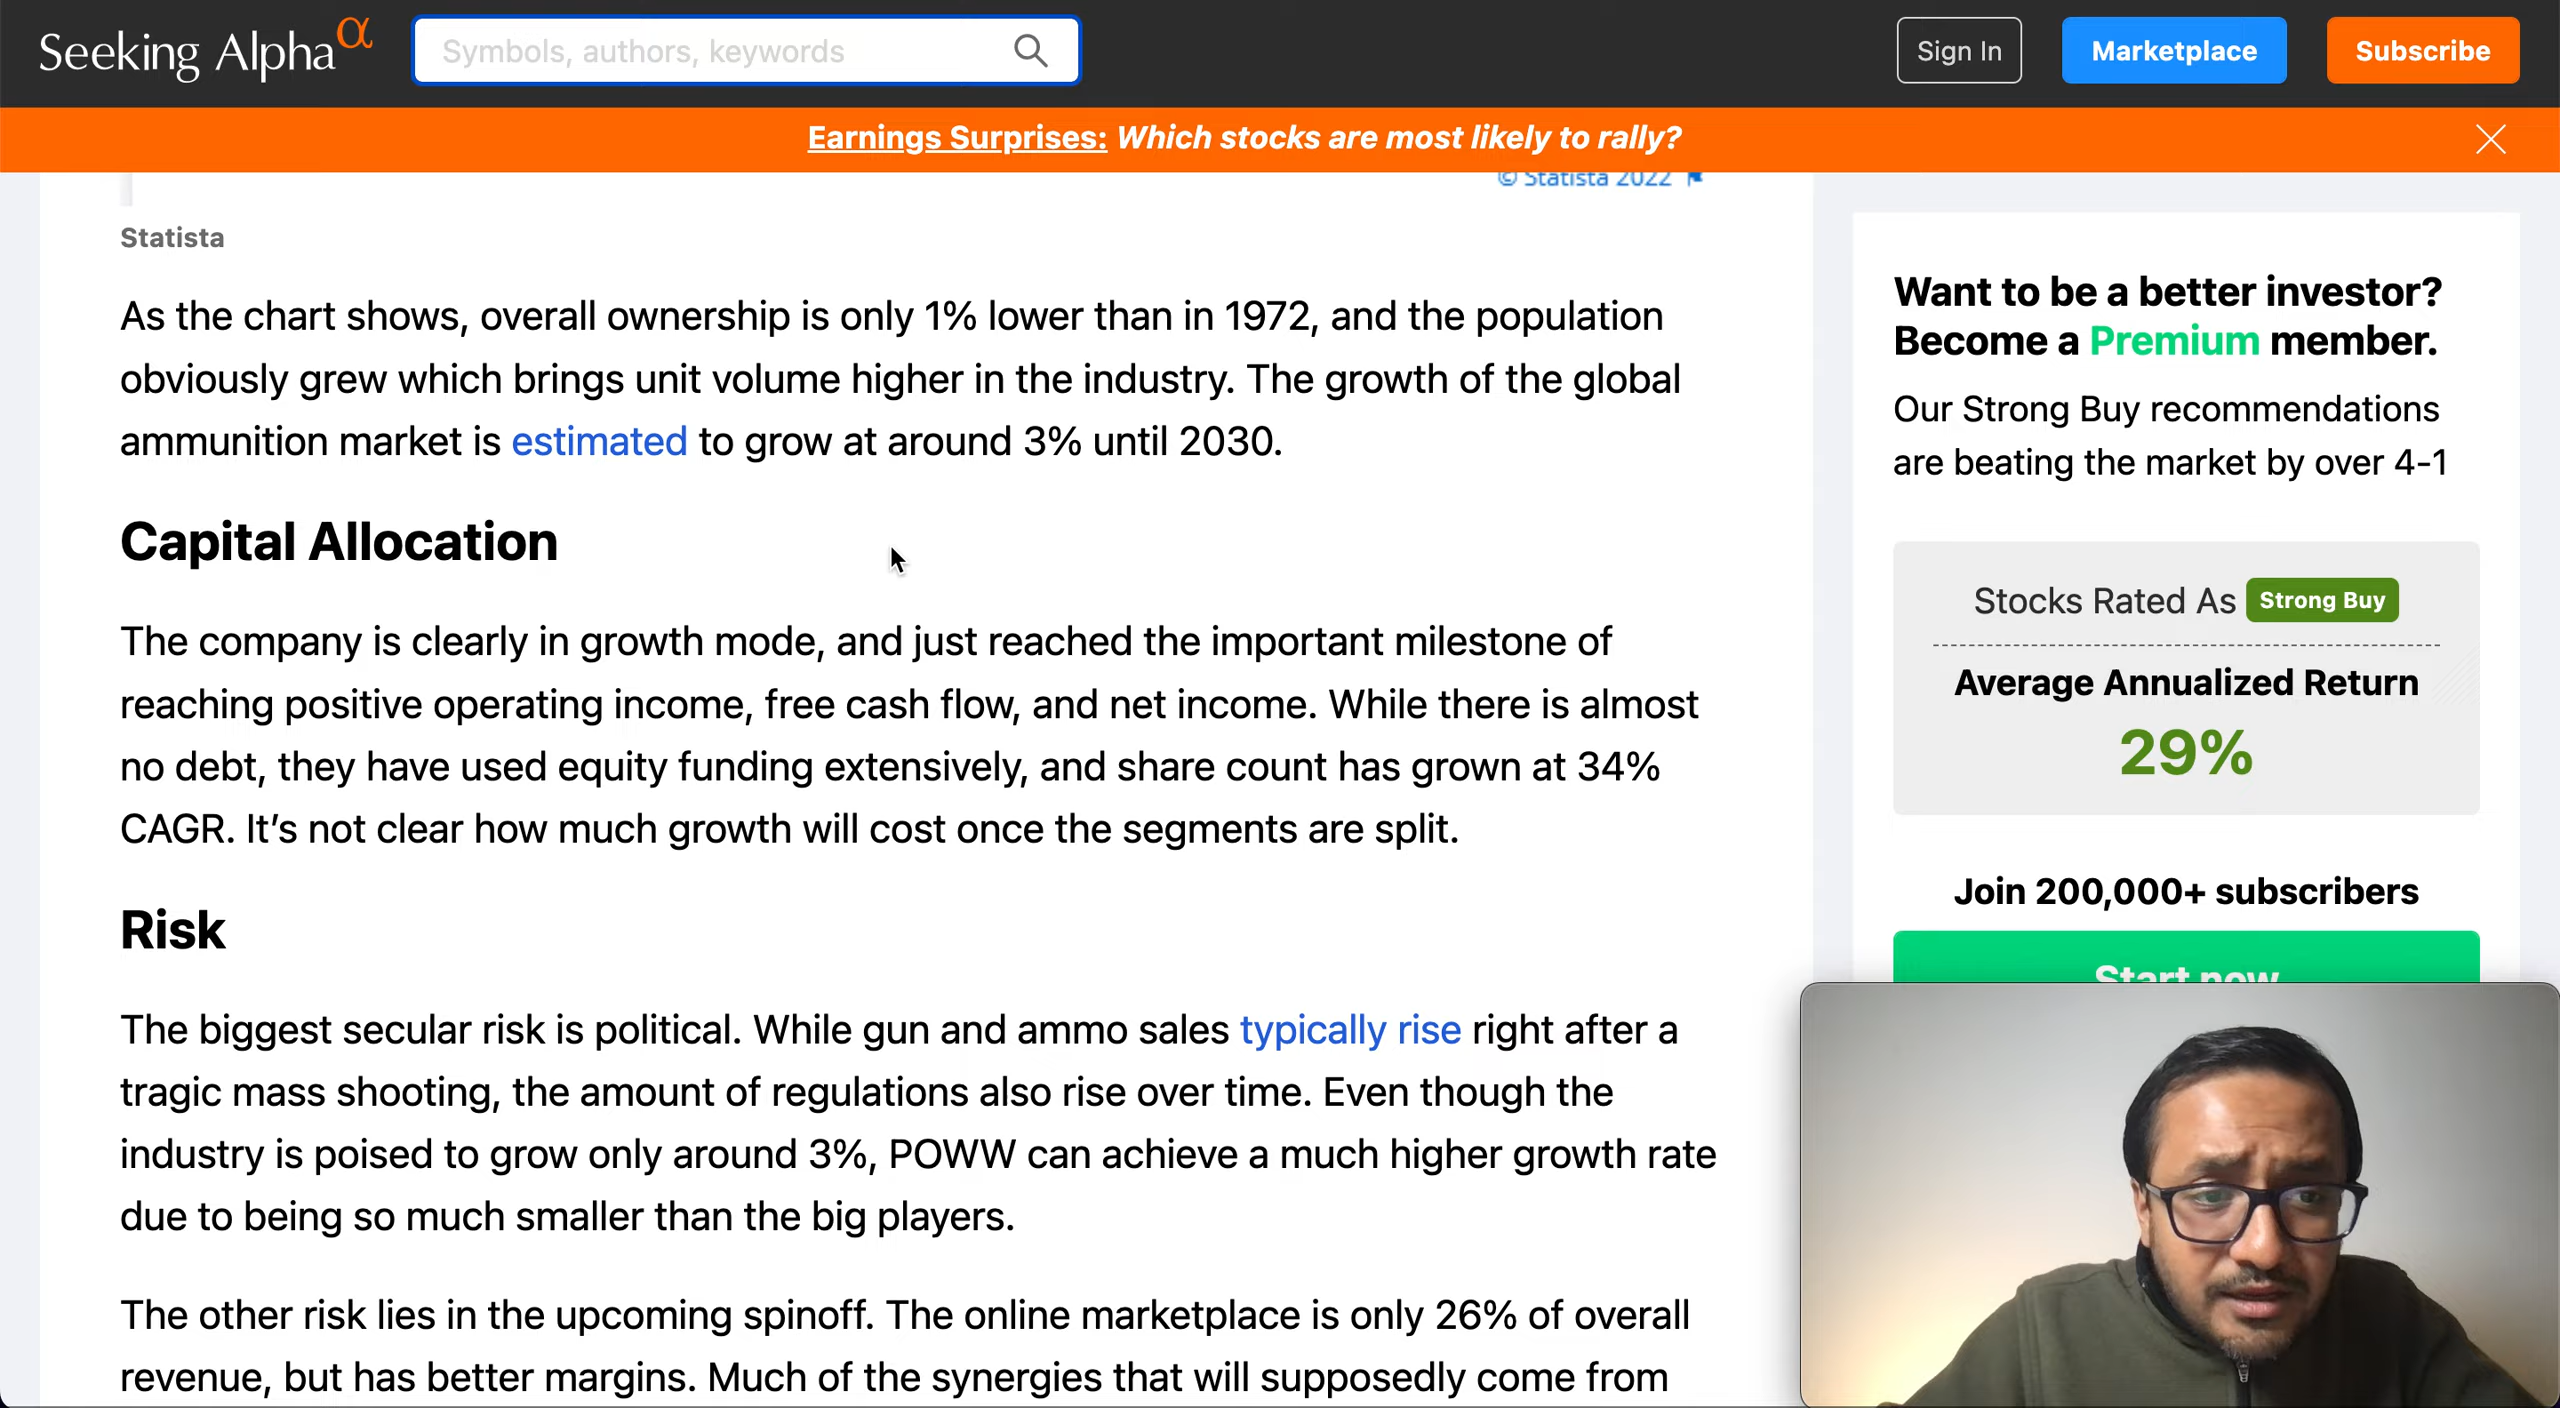 Seeking Alpha α
Symbols, authors, keywords
Sign In
Marketplace
Subscribe
Earnings Surprises: Which stocks are most likely to rally?
© Statista 2022
Statista
As the chart shows, overall ownership is only 1% lower than in 1972, and the population
obviously grew which brings unit volume higher in the industry. The growth of the global
ammunition market is estimated to grow at around 3% until 2030.
Capital Allocation
The company is clearly in growth mode, and just reached the important milestone of
reaching positive operating income, free cash flow, and net income. While there is almost
no debt, they have used equity funding extensively, and share count has grown at 34%
CAGR. It’s not clear how much growth will cost once the segments are split.
Risk
The biggest secular risk is political. While gun and ammo sales typically rise right after a
tragic mass shooting, the amount of regulations also rise over time. Even though the
industry is poised to grow only around 3%, POWW can achieve a much higher growth rate
due to being so much smaller than the big players.
The other risk lies in the upcoming spinoff. The online marketplace is only 26% of overall
revenue, but has better margins. Much of the synergies that will supposedly come from
Want to be a better investor?
Become a Premium member.
Our Strong Buy recommendations
are beating the market by over 4-1
Stocks Rated As Strong Buy
Average Annualized Return
29%
Join 200,000+ subscribers
Start now